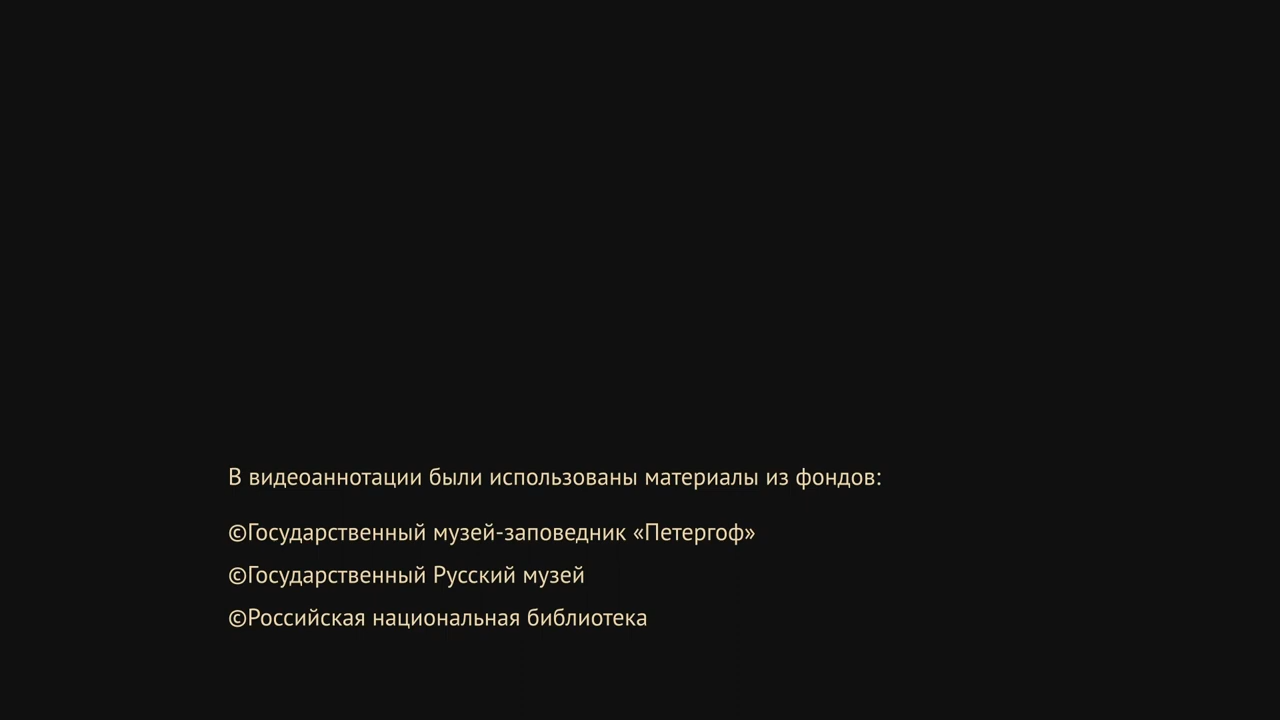 В видеоаннотации были использованы материалы из фондов:
©Государственный музей-заповедник «Петергоф»
©Государственный Русский музей
©Российская национальная библиотека